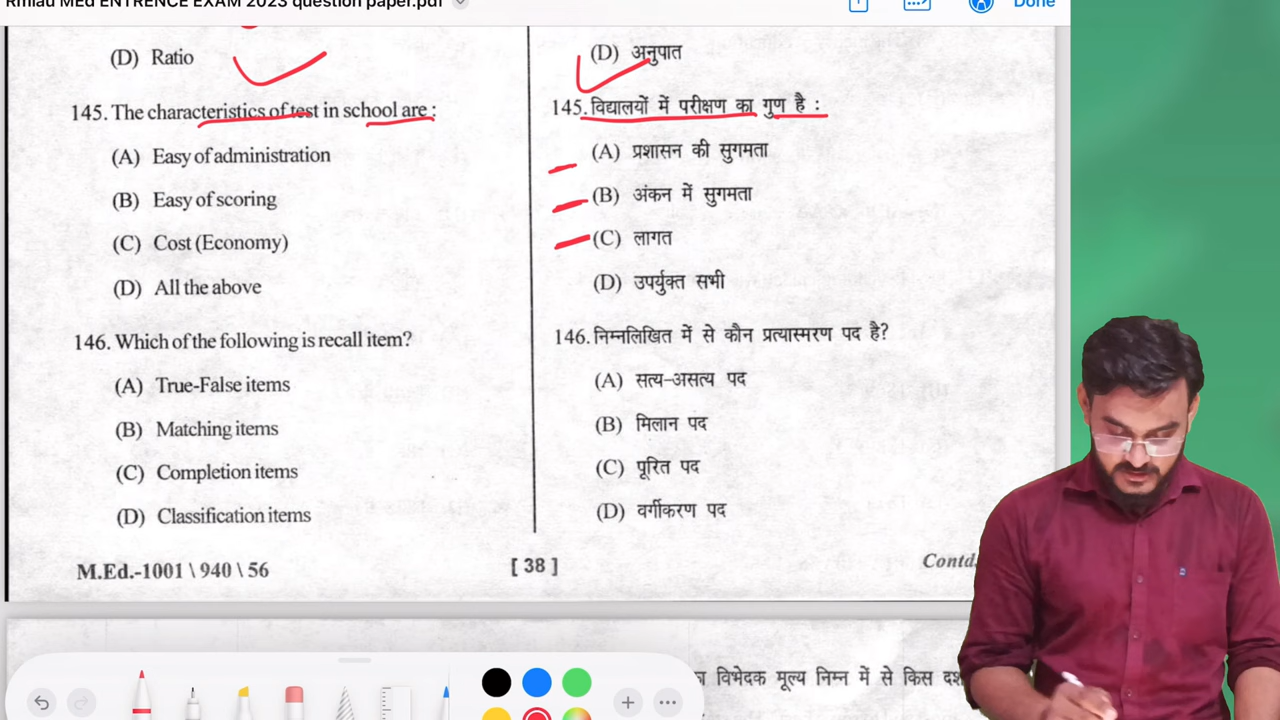 Rmlau MEd ENTRENCE EXAM 2023 question paper.pdf
Done
(D) Ratio
145. The characteristics of test in school are :
(A) Easy of administration
(B) Easy of scoring
(C) Cost (Economy)
(D) All the above
146. Which of the following is recall item?
(A) True-False items
(B) Matching items
(C) Completion items
(D) Classification items
(D) अनुपात
145. विद्यालयों में परीक्षण का गुण है :
(A) प्रशासन की सुगमता
(B) अंकन में सुगमता
(C) लागत
(D) उपर्युक्त सभी
146. निम्नलिखित में से कौन प्रत्यास्मरण पद है?
(A) सत्य-असत्य पद
(B) मिलान पद
(C) पूरित पद
(D) वर्गीकरण पद
M.Ed.-1001 \ 940 \ 56
[ 38 ]
Contd.
विभेदक मूल्य निम्न में से किस